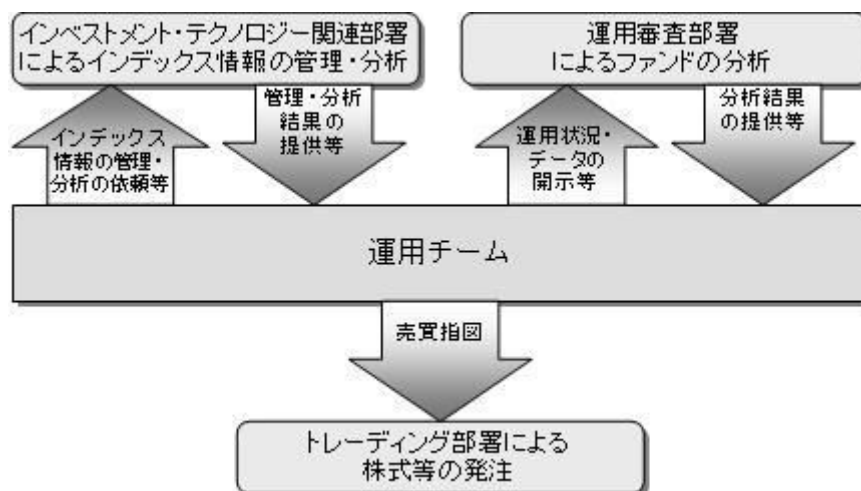 インベストメント・テクノロジー関連部署
によるインデックス情報の管理・分析
運用審査部署
によるファンドの分析
インデックス
情報の管理・
分析の依頼等
管理・分析
結果の
提供等
運用状況・
データの
開示等
分析結果
の提供等
運用チーム
売買指図
トレーディング部署による
株式等の発注